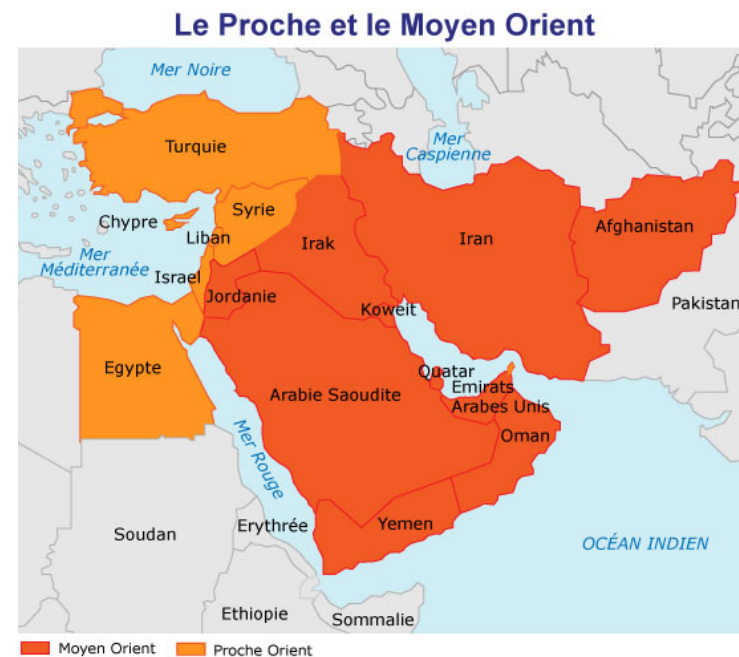 Le Proche et le Moyen Orient
Mer Noire
Mer
Caspienne
Turquie
Chypre
Syrie
Liban
Irak
Iran
Afghanistan
Mer
Méditerranée
Israel
Jordanie
Koweit
Pakistan
Egypte
Arabie Saoudite
Quatar
Emirats
Arabes Unis
Oman
Mer Rouge
Soudan
Erythrée
Yemen
OCÉAN INDIEN
Ethiopie
Sommalie
Moyen Orient
Proche Orient